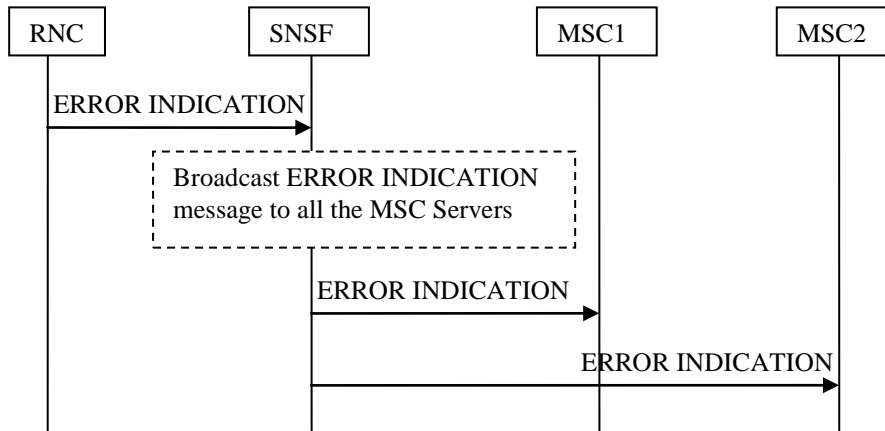 RNC
SNSF
MSC1
MSC2
ERROR INDICATION
Broadcast ERROR INDICATION
message to all the MSC Servers
ERROR INDICATION
ERROR INDICATION